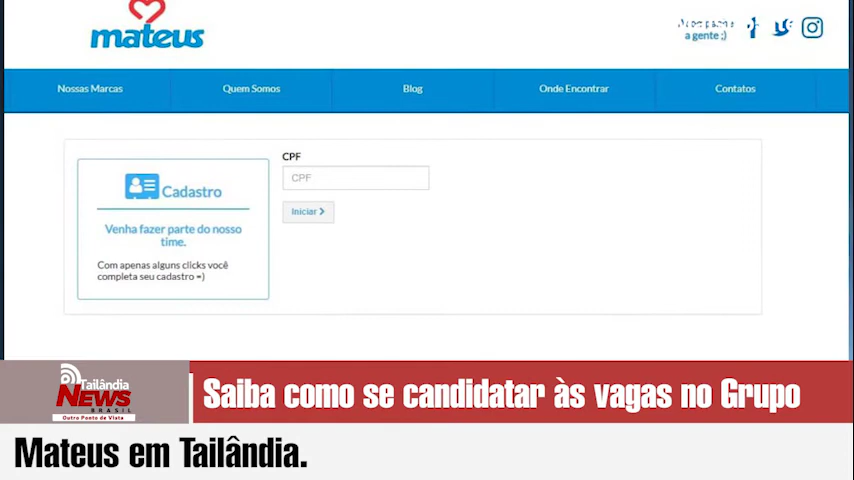 mateus
a gente ;)
Nossas Marcas
Quem Somos
Blog
Onde Encontrar
Contatos
Cadastro
Venha fazer parte do nosso
time.
Com apenas alguns clicks você
completa seu cadastro =)
CPF
CPF
Iniciar
Tailândia
NEWS
BRASIL
Outro Ponto de Vista
Saiba como se candidatar às vagas no Grupo
Mateus em Tailândia.